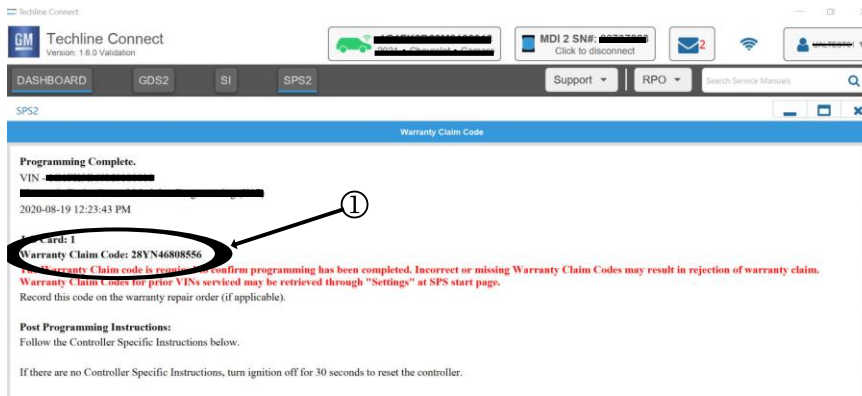 Techline Connect
GM
Techline Connect
Version: 1.6.0 Validation
2021 • Chevrolet • Camaro
MDI 2 SN#:
Click to disconnect
2
DASHBOARD
GDS2
SI
SPS2
Support
RPO
Search Service Manuals
SPS2
Warranty Claim Code
Programming Complete.
VIN -
2020-08-19 12:23:43 PM
①
Card: 1
Warranty Claim Code: 28YN46808556
The Warranty Claim code is required to confirm programming has been completed. Incorrect or missing Warranty Claim Codes may result in rejection of warranty claim.
Warranty Claim Codes for prior VINs serviced may be retrieved through "Settings" at SPS start page.
Record this code on the warranty repair order (if applicable).
Post Programming Instructions:
Follow the Controller Specific Instructions below.
If there are no Controller Specific Instructions, turn ignition off for 30 seconds to reset the controller.